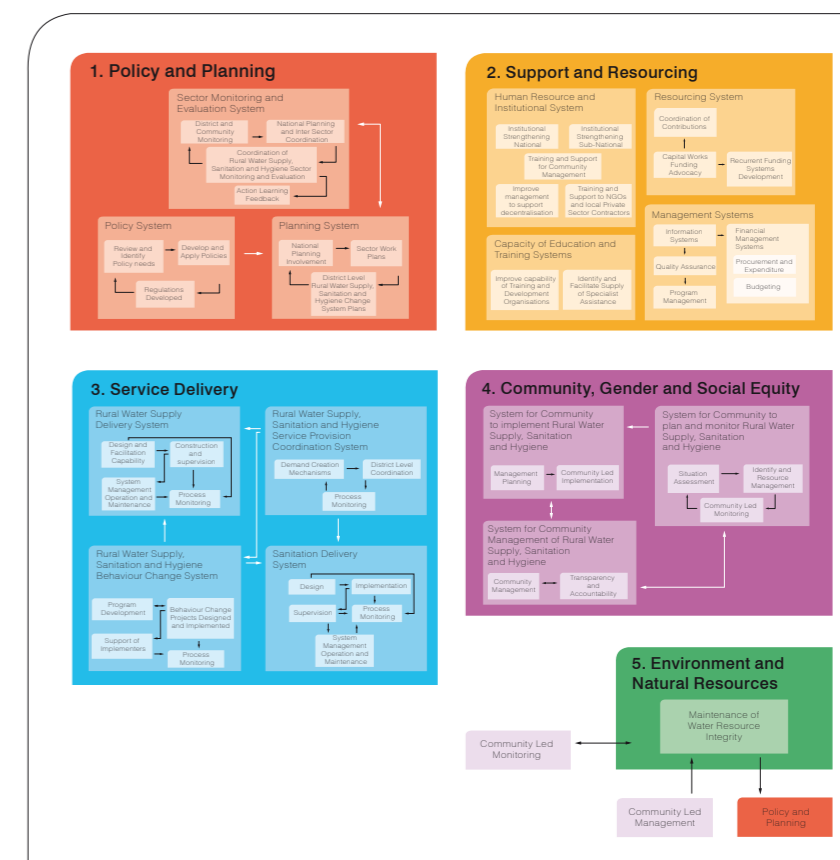 1. Policy and Planning
Sector Monitoring and
Evaluation System
District and
Community
Monitoring
National Planning
and Inter Sector
Coordination
Coordination of
Rural Water Supply,
Sanitation and Hygiene Sector
Monitoring and Evaluation
Action Learning
Feedback
Policy System
Review and
Identify
Policy needs
Develop and
Apply Policies
Regulations
Developed
Planning System
National
Planning
Involvement
Sector Work
Plans
District Level
Rural Water Supply,
Sanitation and
Hygiene Change
System Plans
2. Support and Resourcing
Human Resource and
Institutional System
Institutional
Strengthening
National
Institutional
Strengthening
Sub-National
Training and Support
for Community
Management
Improve
management
to support
decentralisation
Training and
Support to NGOs
and local Private
Sector Contractors
Capacity of Education and
Training Systems
Improve capability
of Training and
Development
Organisations
Identify and
Facilitate Supply
of Specialist
Assistance
Resourcing System
Coordination of
Contributions
Capital Works
Funding
Advocacy
Recurrent Funding
Systems
Development
Management Systems
Information
Systems
Quality Assurance
Program
Management
Financial
Management
Systems
Procurement and
Expenditure
Budgeting
3. Service Delivery
Rural Water Supply
Delivery System
Design and
Facilitation
Capability
Construction
and
supervision
System
Management
Operation and
Maintenance
Process
Monitoring
Rural Water Supply,
Sanitation and Hygiene
Service Provision
Coordination System
Demand Creation
Mechanisms
District Level
Coordination
Process
Monitoring
Rural Water Supply,
Sanitation and Hygiene
Behaviour Change System
Program
Development
Behaviour Change
Projects Designed
and Implemented
Support of
Implementers
Process
Monitoring
Sanitation Delivery
System
Design
Implementation
Supervision
Process
Monitoring
System
Management
Operation and
Maintenance
4. Community, Gender and Social Equity
System for Community
to implement Rural Water
Supply, Sanitation
and Hygiene
Management
Planning
Community Led
Implementation
System for Community to
plan and monitor Rural Water
Supply, Sanitation
and Hygiene
Situation
Assessment
Identify and
Resource
Management
Community Led
Monitoring
System for Community
Management of Rural Water
Supply, Sanitation
and Hygiene
Community
Management
Transparency
and
Accountability
5. Environment and
Natural Resources
Maintenance of
Water Resource
Integrity
Community Led
Monitoring
Community Led
Management
Policy and
Planning